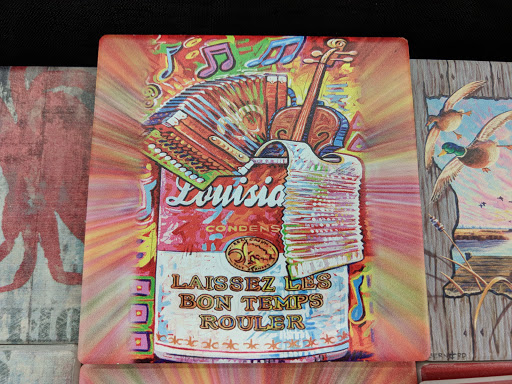 Louisia
CONDENS
LAISSEZ LES
BON TEMPS
ROULER